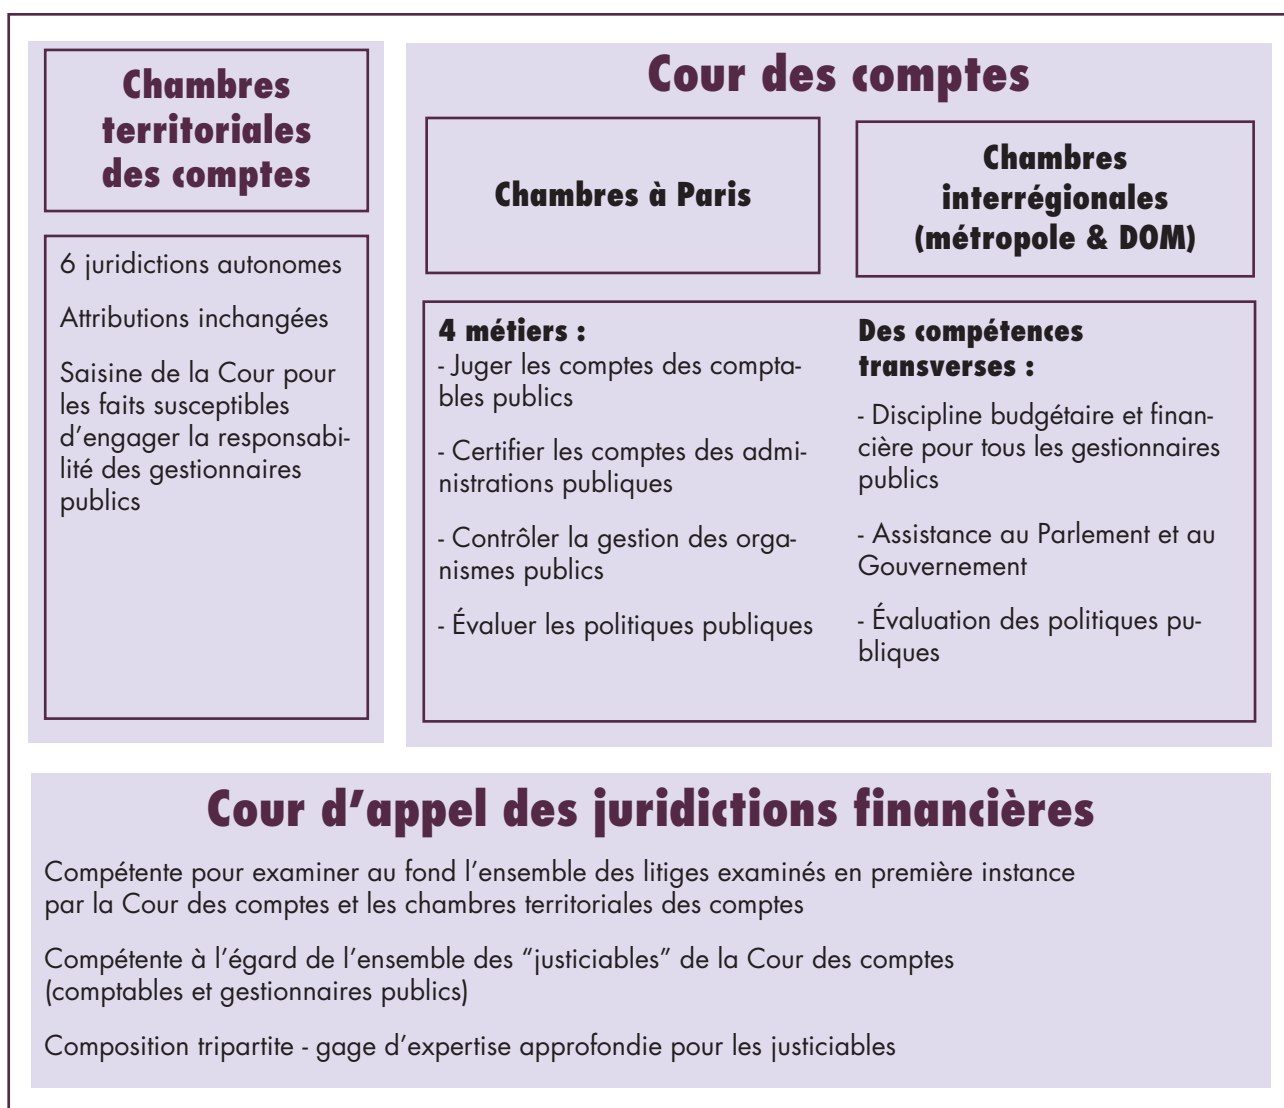 Chambres
territoriales
des comptes
6 juridictions autonomes
Attributions inchangées
Saisine de la Cour pour
les faits susceptibles
d’engager la responsabi-
lité des gestionnaires
publics
Cour des comptes
Chambres à Paris
Chambres
interrégionales
(métropole & DOM)
4 métiers :
- Juger les comptes des compta-
bles publics
- Certifier les comptes des admi-
nistrations publiques
- Contrôler la gestion des orga-
nismes publics
- Évaluer les politiques publiques
Des compétences
transverses :
- Discipline budgétaire et finan-
cière pour tous les gestionnaires
publics
- Assistance au Parlement et au
Gouvernement
- Évaluation des politiques pu-
bliques
Cour d’appel des juridictions financières
Compétente pour examiner au fond l’ensemble des litiges examinés en première instance
par la Cour des comptes et les chambres territoriales des comptes
Compétente à l’égard de l’ensemble des “justiciables” de la Cour des comptes
(comptables et gestionnaires publics)
Composition tripartite - gage d’expertise approfondie pour les justiciables